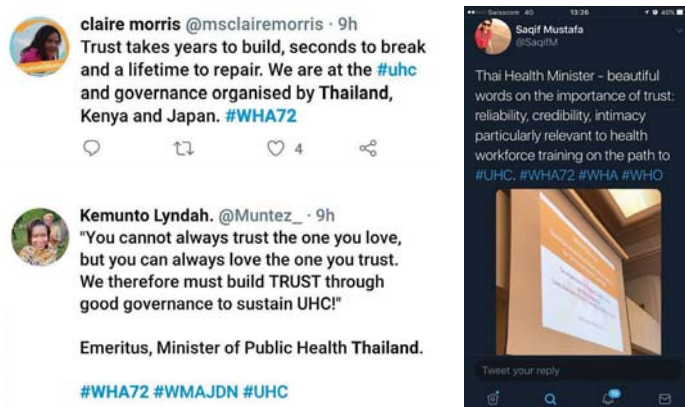 claire morris @msclairemorris · 9h
Trust takes years to build, seconds to break
and a lifetime to repair. We are at the #uhc
and governance organised by Thailand,
Kenya and Japan. #WHA72
4
Kemunto Lyndah. @Muntez_ · 9h
"You cannot always trust the one you love,
but you can always love the one you trust.
We therefore must build TRUST through
good governance to sustain UHC!"
Emeritus, Minister of Public Health Thailand.
#WHA72 #WMAJDN #UHC
Swisscom 4G 13:26 46%
Saqif Mustafa
@SaqifM
Thai Health Minister - beautiful
words on the importance of trust:
reliability, credibility, intimacy
particularly relevant to health
workforce training on the path to
#UHC. #WHA72 #WHA #WHO
Tweet your reply